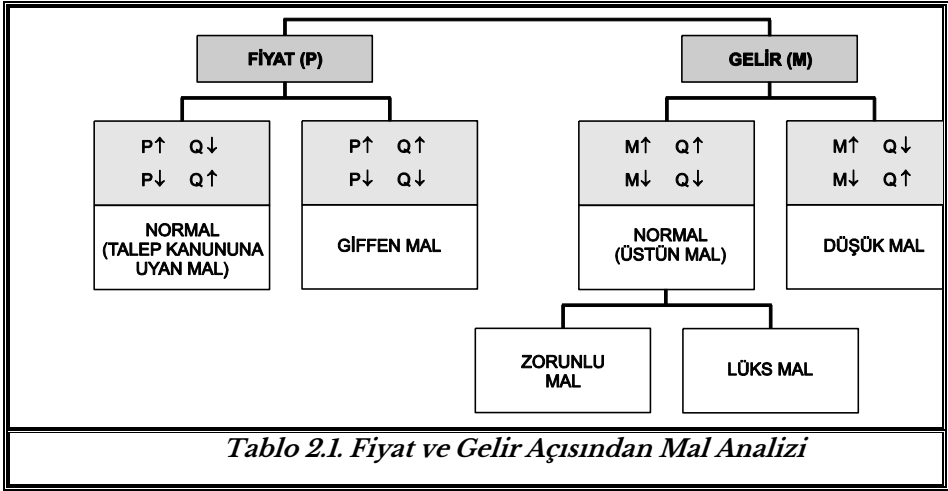 FİYAT (P)
GELİR (M)
P↑ Q↓
P↓ Q↑
NORMAL
(TALEP KANUNUNA
UYAN MAL)
P↑ Q↑
P↓ Q↓
GİFFEN MAL
M↑ Q↑
M↓ Q↓
NORMAL
(ÜSTÜN MAL)
M↑ Q↓
M↓ Q↑
DÜŞÜK MAL
ZORUNLU
MAL
LÜKS MAL
Tablo 2.1. Fiyat ve Gelir Açısından Mal Analizi